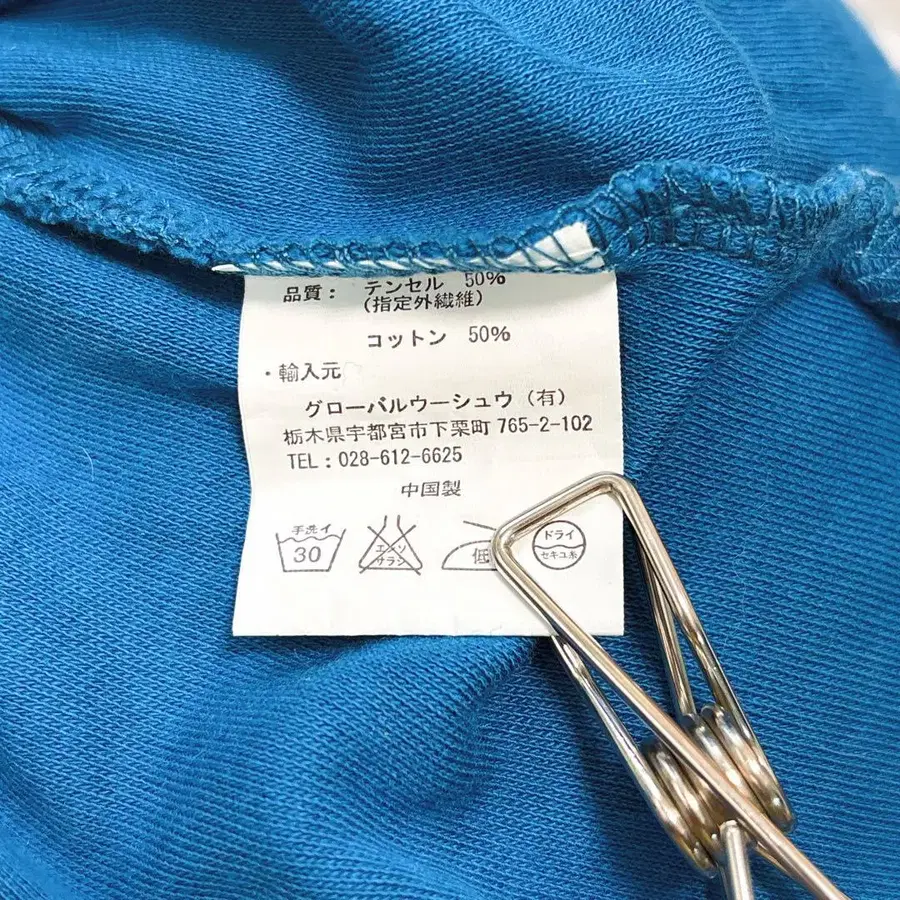 品質： テンセル 50%
(指定外繊維)
コットン 50%
・輸入元
グローバルウーシュウ（有）
栃木県宇都宮市下栗町 765-2-102
TEL：028-612-6625
中国製
手洗イ
30
エンソ
サラシ
低
ドライ
セキユ系